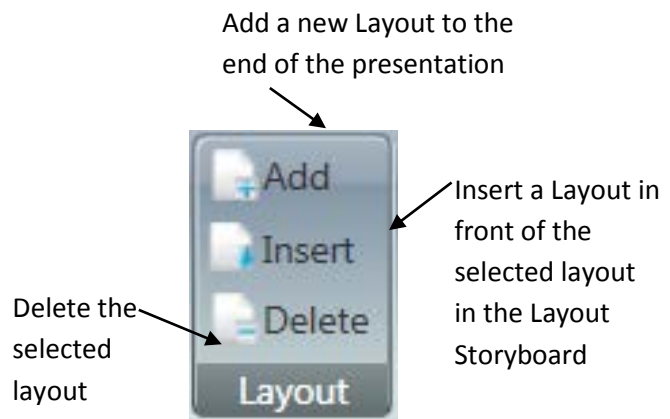 Add a new Layout to the
end of the presentation
Add
Insert
Delete
Layout
Insert a Layout in
front of the
selected layout
in the Layout
Storyboard
Delete the
selected
layout